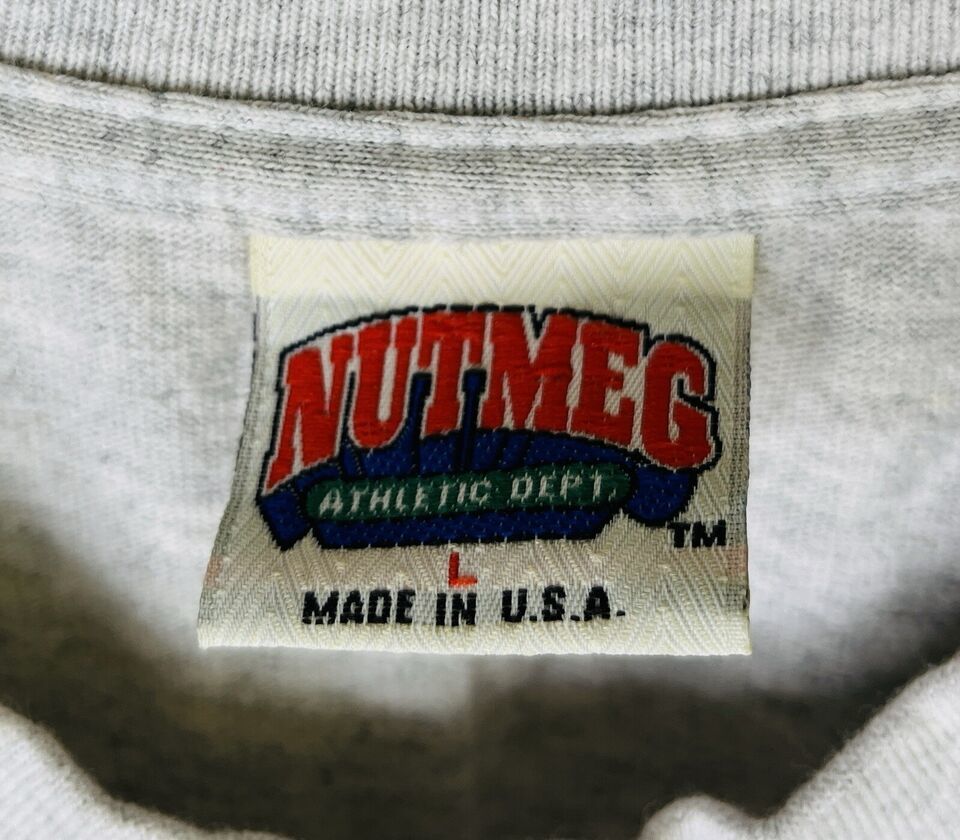 NUTMEG
ATHLETIC DEPT.
TM
L
MADE IN U.S.A.